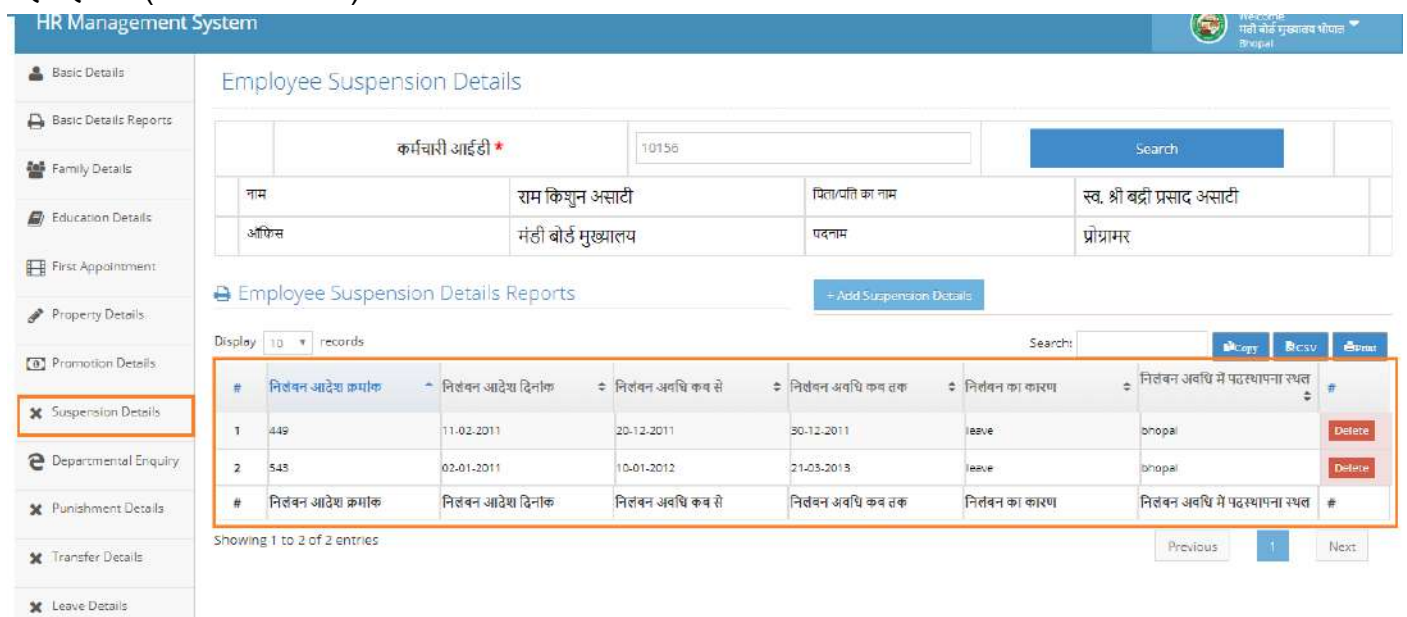 HR Management System
Welcome
मंडी बोर्ड मुख्यालय भोपाल
Bhopal
Basic Details
Basic Details Reports
Family Details
Education Details
First Appointment
Property Details
Promotion Details
Suspension Details
Departmental Enquiry
Punishment Details
Transfer Details
Leave Details
Employee Suspension Details
कर्मचारी आईडी * 10156 Search
नाम राम किशुन असाटी पिता/पति का नाम स्व. श्री बद्री प्रसाद असाटी
ऑफिस मंडी बोर्ड मुख्यालय पदनाम प्रोग्रामर
Employee Suspension Details Reports + Add Suspension Details
Display 10 records Search: Copy CSV Print
# निलंबन आदेश क्रमांक निलंबन आदेश दिनांक निलंबन अवधि कब से निलंबन अवधि कब तक निलंबन का कारण निलंबन अवधि में पदस्थापना स्थल #
1 449 11-02-2011 20-12-2011 30-12-2011 leave bhopal Delete
2 543 02-01-2011 10-01-2012 21-03-2013 leave bhopal Delete
# निलंबन आदेश क्रमांक निलंबन आदेश दिनांक निलंबन अवधि कब से निलंबन अवधि कब तक निलंबन का कारण निलंबन अवधि में पदस्थापना स्थल #
Showing 1 to 2 of 2 entries Previous 1 Next